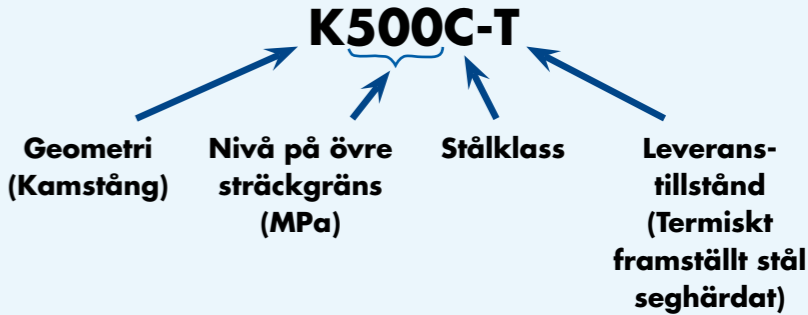 K500C-T
Geometri
(Kamstång)
Nivå på övre
sträckgräns
(MPa)
Stålklass
Leverans-
tillstånd
(Termiskt
framställt stål
seghärdat)